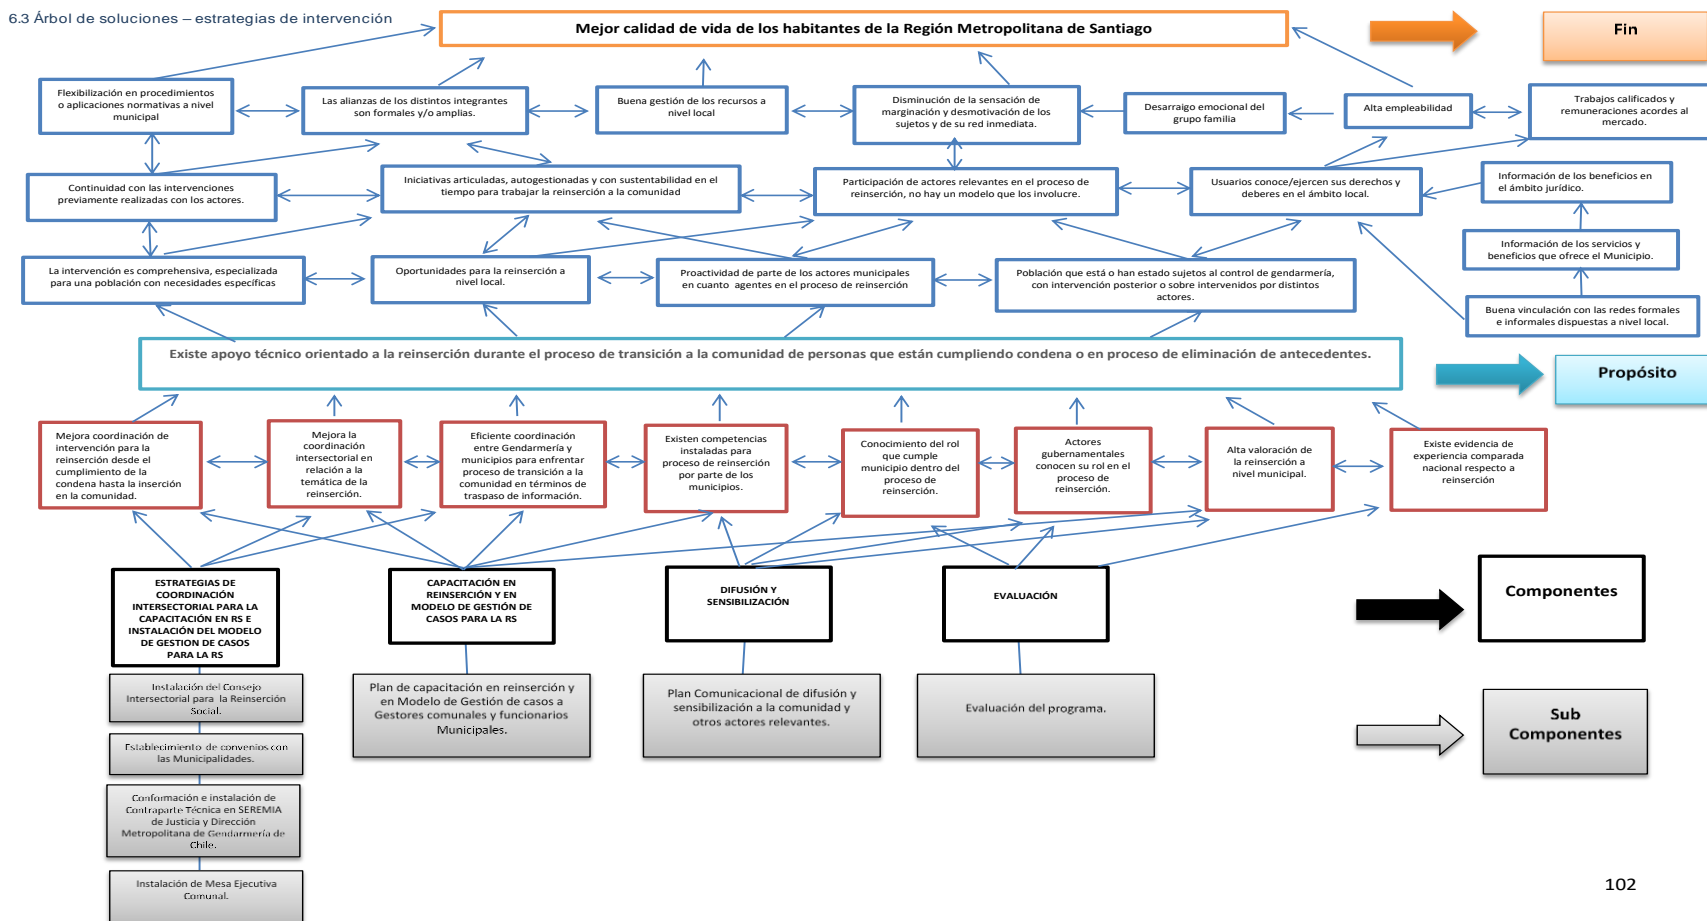 6.3 Árbol de soluciones – estrategias de intervención
Mejor calidad de vida de los habitantes de la Región Metropolitana de Santiago
Fin
Flexibilización en procedimientos
o aplicaciones normativas a nivel
municipal
Las alianzas de los distintos integrantes
son formales y/o amplias.
Buena gestión de los recursos a
nivel local
Disminución de la sensación de
marginación y desmotivación de los
sujetos y de su red inmediata.
Desarraigo emocional del
grupo familia
Alta empleabilidad
Trabajos calificados y
remuneraciones acordes al
mercado.
Continuidad con las intervenciones
previamente realizadas con los actores.
Iniciativas articuladas, autogestionadas y con sustentabilidad en el
tiempo para trabajar la reinserción a la comunidad
Participación de actores relevantes en el proceso de
reinserción, no hay un modelo que los involucre.
Usuarios conoce/ejercen sus derechos y
deberes en el ámbito local.
Información de los beneficios en
el ámbito jurídico.
Información de los servicios y
beneficios que ofrece el Municipio.
La intervención es comprehensiva, especializada
para una población con necesidades específicas
Oportunidades para la reinserción a
nivel local.
Proactividad de parte de los actores municipales
en cuanto agentes en el proceso de reinserción
Población que está o han estado sujetos al control de gendarmería,
con intervención posterior o sobre intervenidos por distintos
actores.
Buena vinculación con las redes formales
e informales dispuestas a nivel local.
Existe apoyo técnico orientado a la reinserción durante el proceso de transición a la comunidad de personas que están cumpliendo condena o en proceso de eliminación de antecedentes.
Propósito
Mejora coordinación de
intervención para la
reinserción desde el
cumplimiento de la
condena hasta la inserción
en la comunidad.
Mejora la
coordinación
intersectorial en
relación a la
temática de la
reinserción.
Eficiente coordinación
entre Gendarmería y
municipios para enfrentar
proceso de transición a la
comunidad en términos de
traspaso de información.
Existen competencias
instaladas para
proceso de reinserción
por parte de los
municipios.
Conocimiento del rol
que cumple
municipio dentro del
proceso de
reinserción.
Actores
gubernamentales
conocen su rol en el
proceso de
reinserción.
Alta valoración de
la reinserción a
nivel municipal.
Existe evidencia de
experiencia comparada
nacional respecto a
reinserción
ESTRATEGIAS DE
COORDINACIÓN
INTERSECTORIAL PARA LA
CAPACITACIÓN EN RS E
INSTALACIÓN DEL MODELO
DE GESTION DE CASOS
PARA LA RS
CAPACITACIÓN EN
REINSERCIÓN Y EN
MODELO DE GESTIÓN DE
CASOS PARA LA RS
DIFUSIÓN Y
SENSIBILIZACIÓN
EVALUACIÓN
Componentes
Instalación del Consejo
Intersectorial para la Reinserción
Social.
Establecimiento de convenios con
las Municipalidades.
Conformación e instalación de
Contraparte Técnica en SEREMIA
de Justicia y Dirección
Metropolitana de Gendarmería de
Chile.
Instalación de Mesa Ejecutiva
Comunal.
Plan de capacitación en reinserción y
en Modelo de Gestión de casos a
Gestores comunales y funcionarios
Municipales.
Plan Comunicacional de difusión y
sensibilización a la comunidad y
otros actores relevantes.
Evaluación del programa.
Sub
Componentes
102